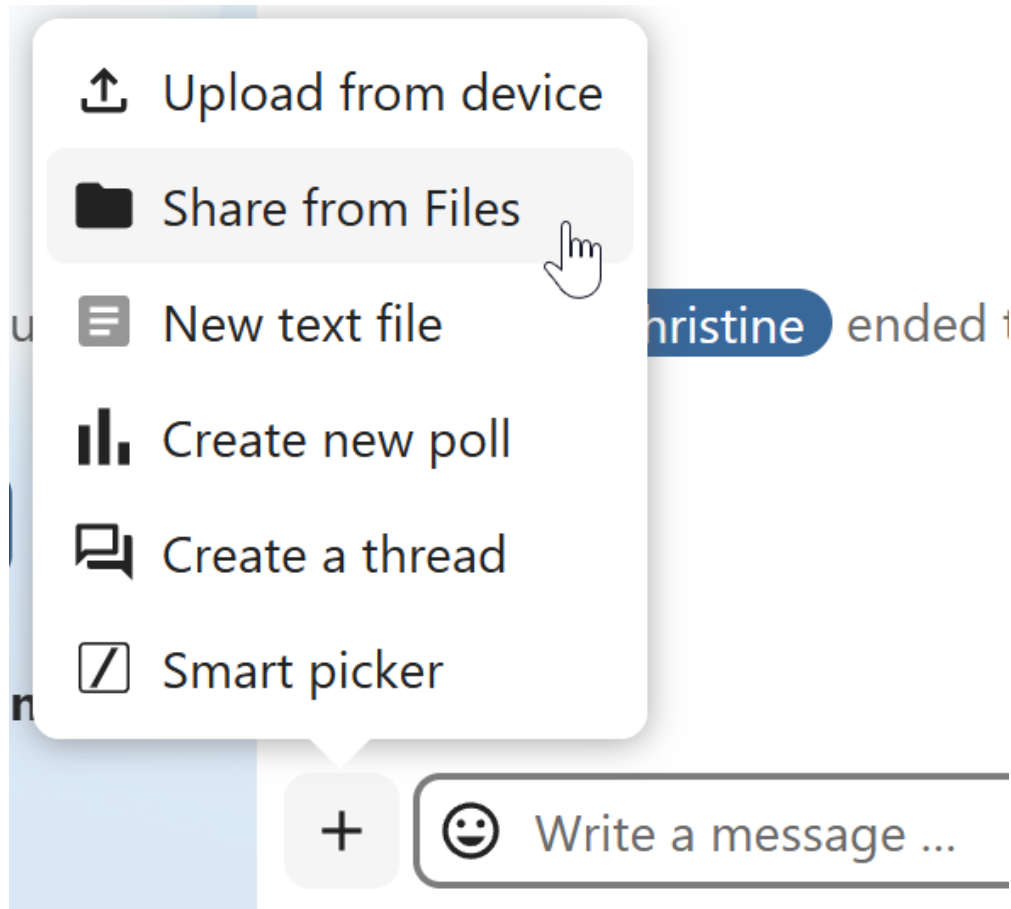 Upload from device
Share from Files
New text file
ended
Create new poll
Create a thread
Smart picker
Write a message ...